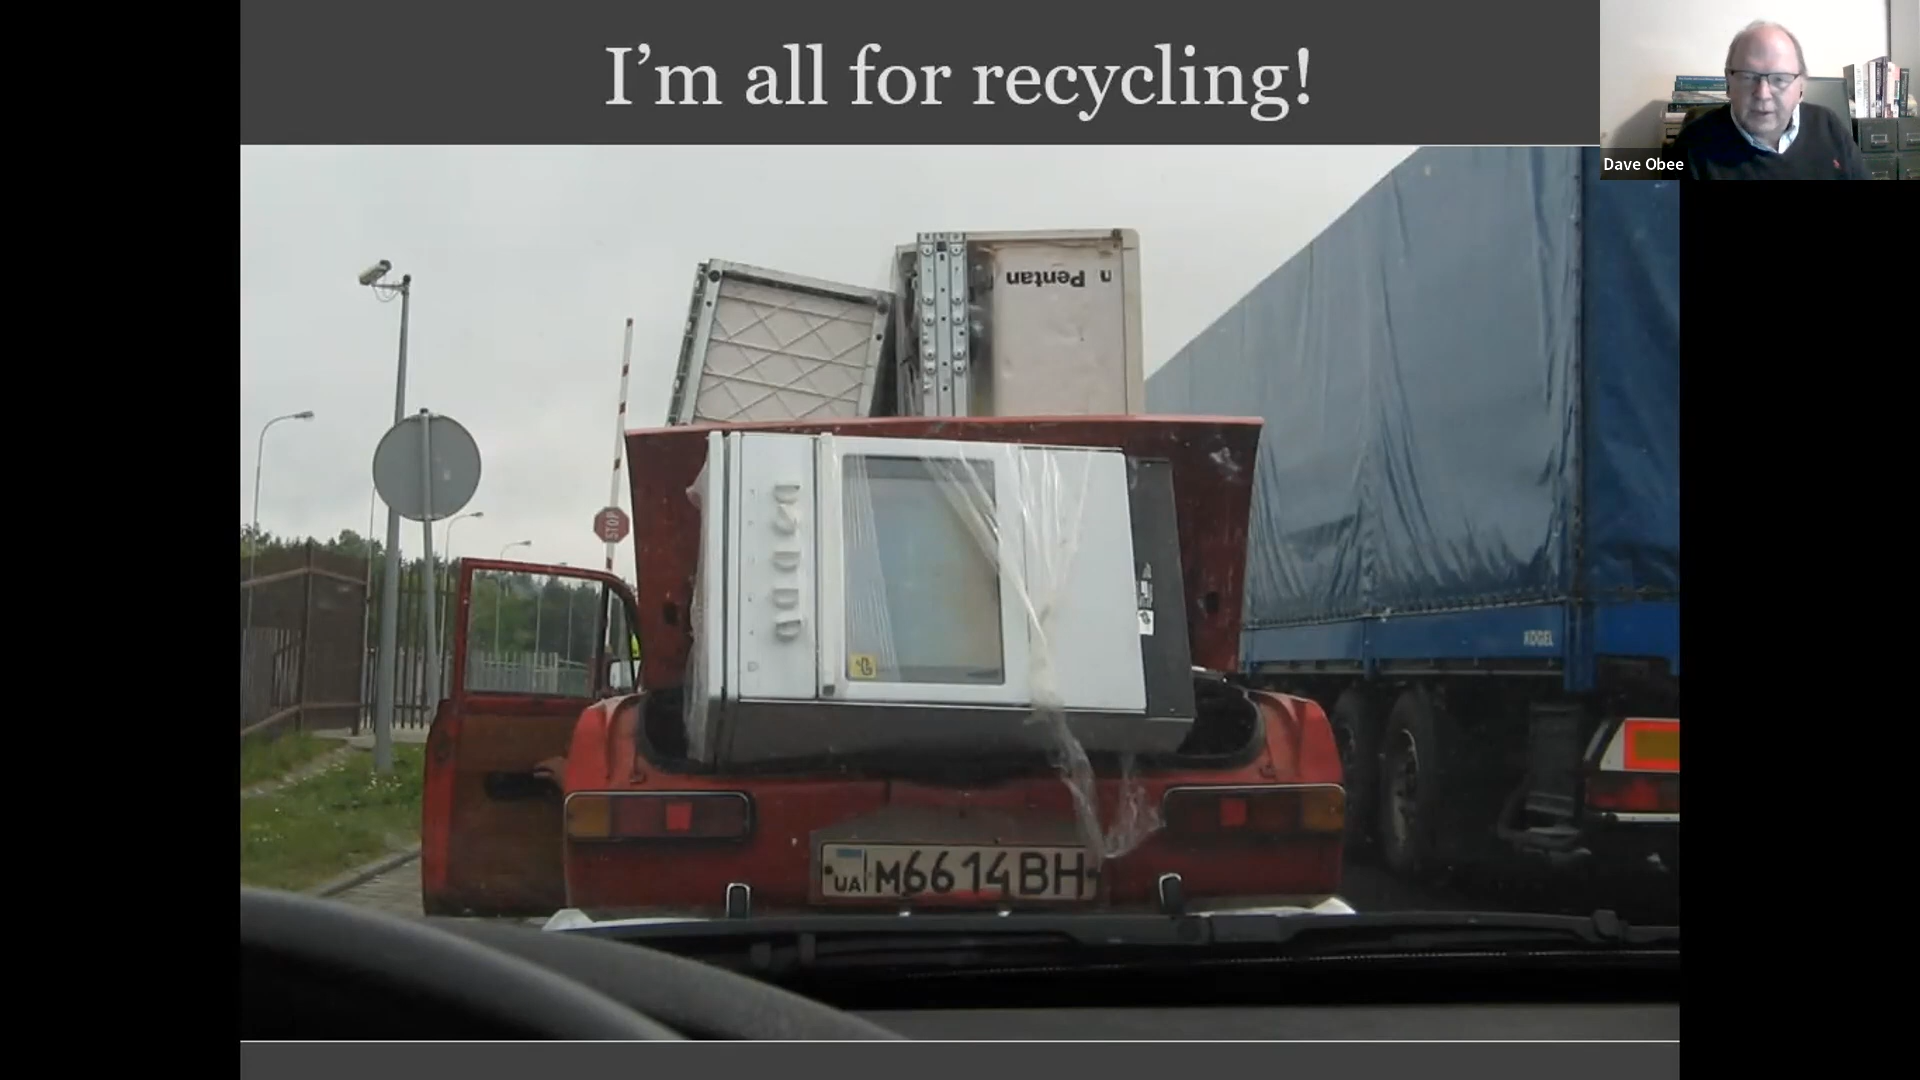 I’m all for recycling!
Dave Obee
Pentan
STOP
KÖGEL
UA M6614BH